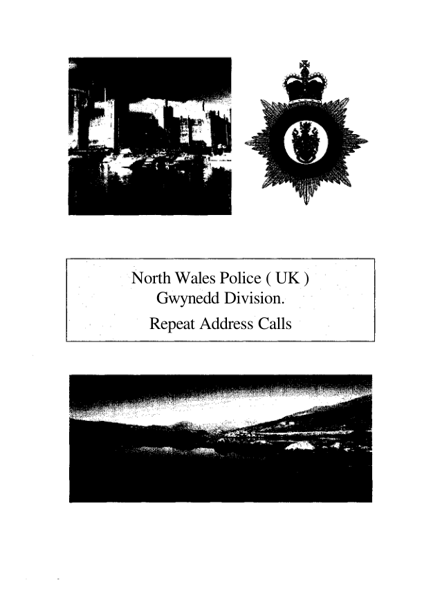 North Wales Police ( UK )
Gwynedd Division.
Repeat Address Calls